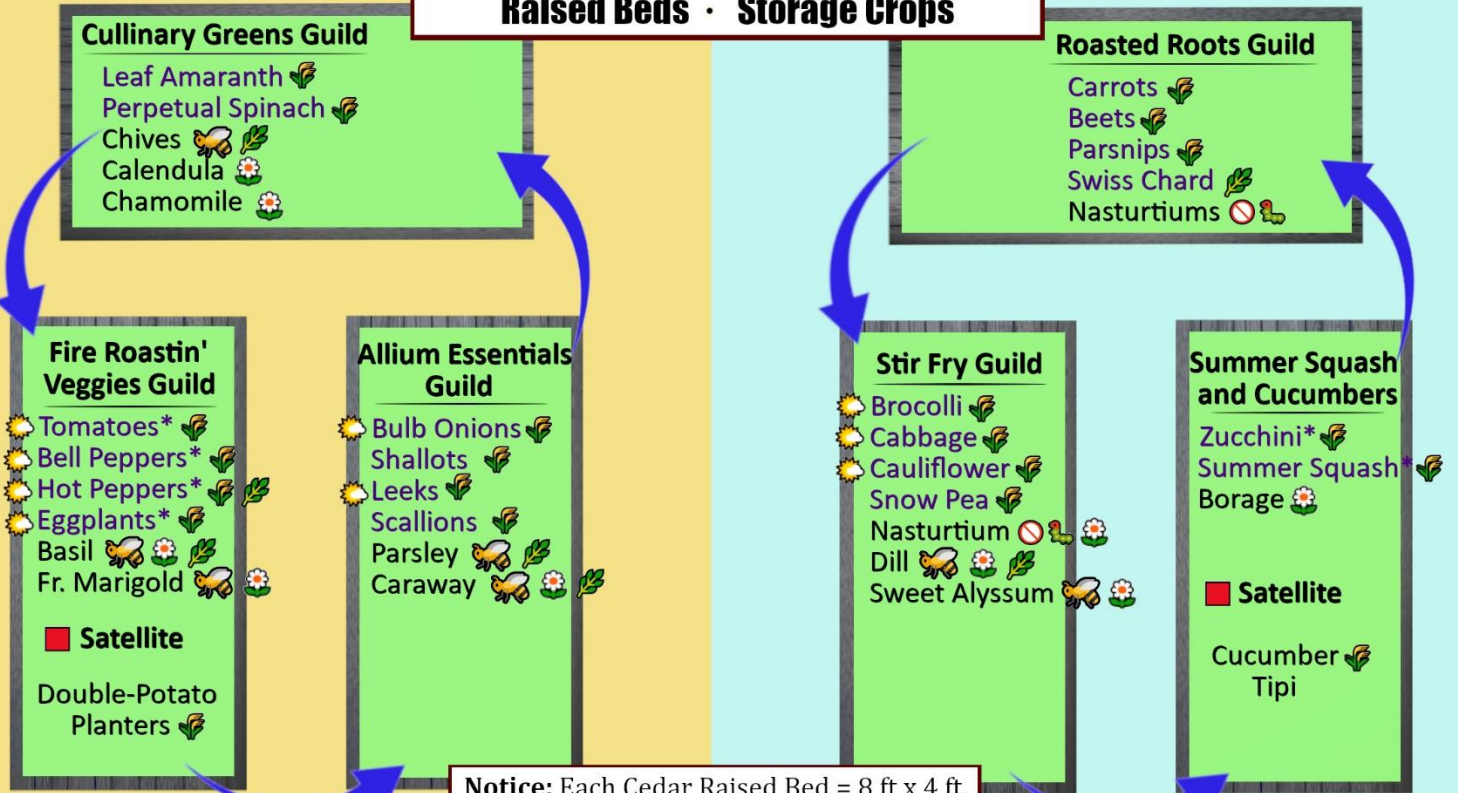 Raised Beds · Storage Crops
Cullinary Greens Guild
Leaf Amaranth
Perpetual Spinach
Chives
Calendula
Chamomile
Roasted Roots Guild
Carrots
Beets
Parsnips
Swiss Chard
Nasturtiums
Fire Roastin'
Veggies Guild
Tomatoes*
Bell Peppers*
Hot Peppers*
Eggplants*
Basil
Fr. Marigold
Satellite
Double-Potato
Planters
Allium Essentials
Guild
Bulb Onions
Shallots
Leeks
Scallions
Parsley
Caraway
Stir Fry Guild
Brocolli
Cabbage
Cauliflower
Snow Pea
Nasturtium
Dill
Sweet Alyssum
Summer Squash
and Cucumbers
Zucchini*
Summer Squash*
Borage
Satellite
Cucumber
Tipi
Notice: Each Cedar Raised Bed = 8 ft x 4 ft.